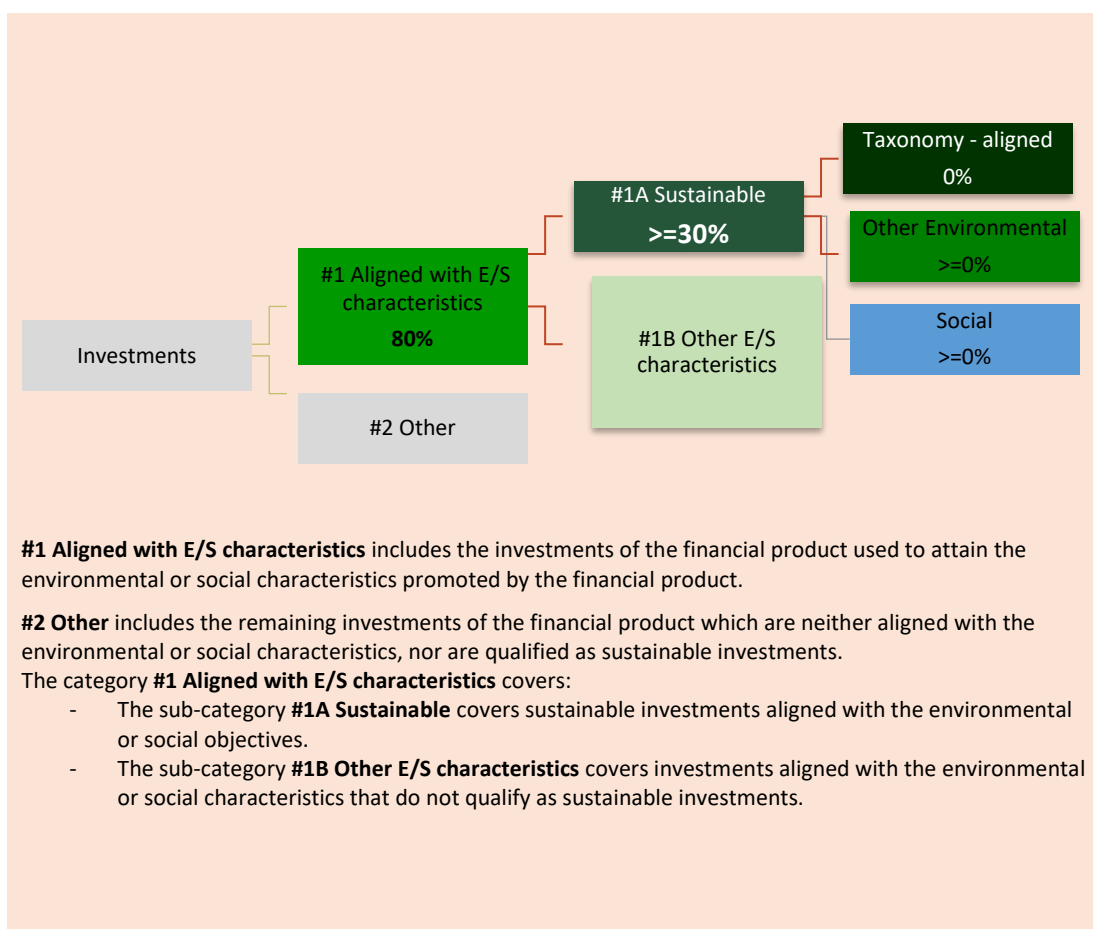 Taxonomy - aligned
0%
#1A Sustainable
>=30%
Other Environmental
>=0%
#1 Aligned with E/S
characteristics
80%
Social
>=0%
#1B Other E/S
characteristics
Investments
#2 Other
#1 Aligned with E/S characteristics includes the investments of the financial product used to attain the
environmental or social characteristics promoted by the financial product.
#2 Other includes the remaining investments of the financial product which are neither aligned with the
environmental or social characteristics, nor are qualified as sustainable investments.
The category #1 Aligned with E/S characteristics covers:
- The sub-category #1A Sustainable covers sustainable investments aligned with the environmental
or social objectives.
- The sub-category #1B Other E/S characteristics covers investments aligned with the environmental
or social characteristics that do not qualify as sustainable investments.